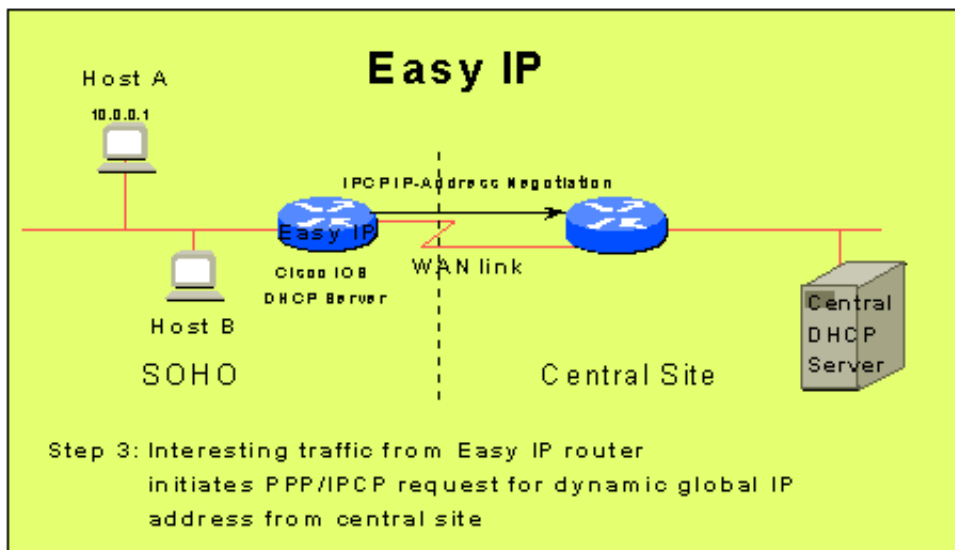 Easy IP
Host A
10.0.0.1
IPCP IP-Address Negotiation
Easy IP
Cisco IOS
DHCP Server
WAN link
Host B
Central
DHCP
Server
SOHO
Central Site
Step 3: Interesting traffic from Easy IP router
initiates PPP/IPCP request for dynamic global IP
address from central site